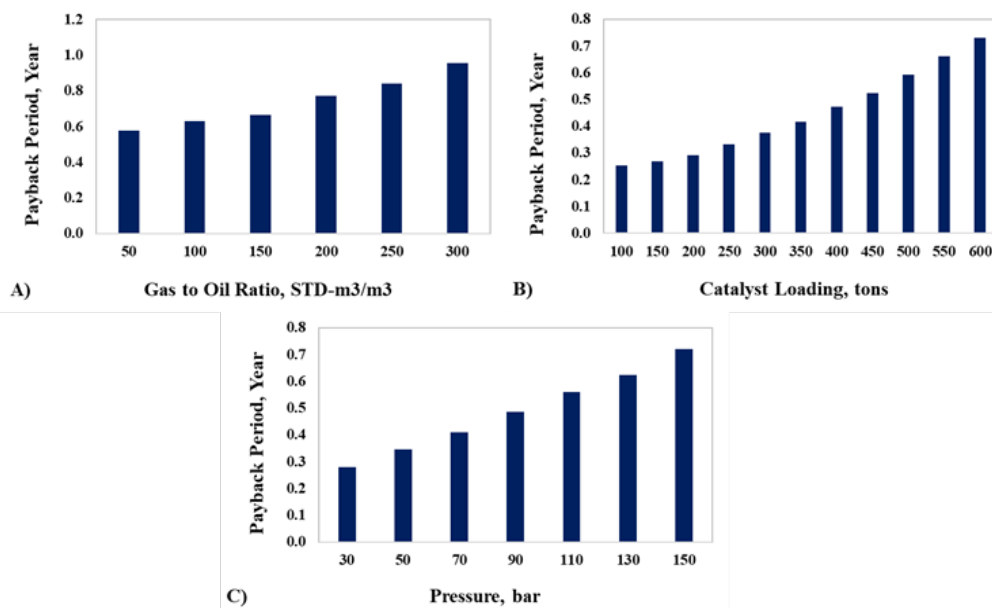 Payback Period, Year
1.2
1.0
0.8
0.6
0.4
0.2
0.0
50 100 150 200 250 300
A) Gas to Oil Ratio, STD-m3/m3
Payback Period, Year
0.8
0.7
0.6
0.5
0.4
0.3
0.2
0.1
0.0
100 150 200 250 300 350 400 450 500 550 600
B) Catalyst Loading, tons
Payback Period, Year
0.8
0.7
0.6
0.5
0.4
0.3
0.2
0.1
0.0
30 50 70 90 110 130 150
C) Pressure, bar